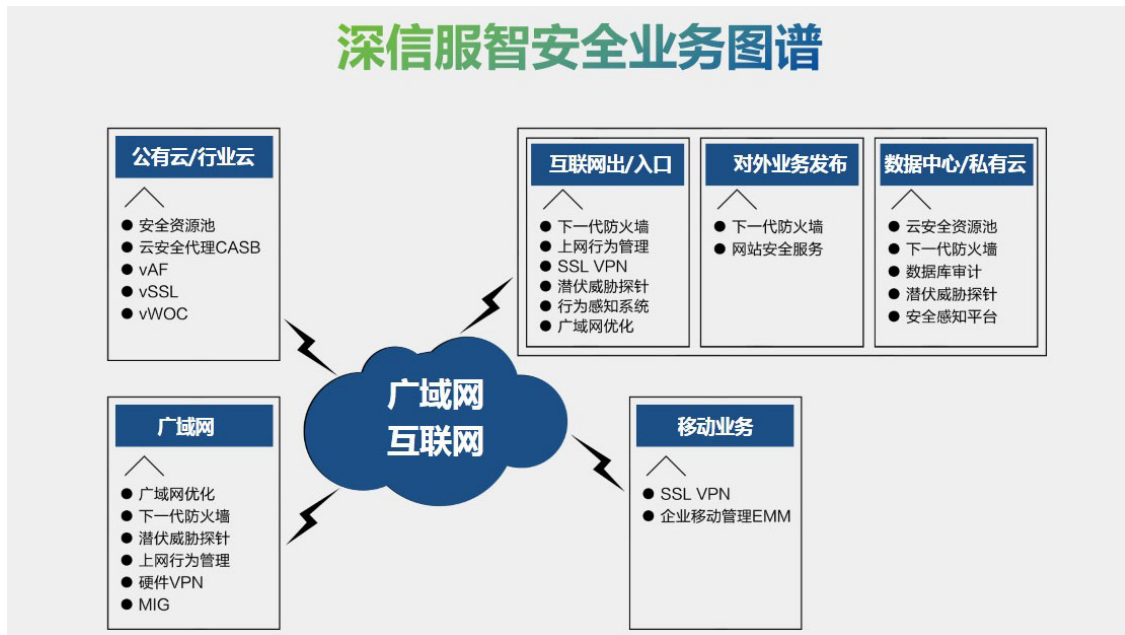 深信服智安全业务图谱
公有云/行业云
● 安全资源池
● 云安全代理CASB
● vAF
● vSSL
● vWOC
互联网出/入口
● 下一代防火墙
● 上网行为管理
● SSL VPN
● 潜伏威胁探针
● 行为感知系统
● 广域网优化
对外业务发布
● 下一代防火墙
● 网站安全服务
数据中心/私有云
● 云安全资源池
● 下一代防火墙
● 数据库审计
● 潜伏威胁探针
● 安全感知平台
广域网
互联网
广域网
● 广域网优化
● 下一代防火墙
● 潜伏威胁探针
● 上网行为管理
● 硬件VPN
● MIG
移动业务
● SSL VPN
● 企业移动管理EMM